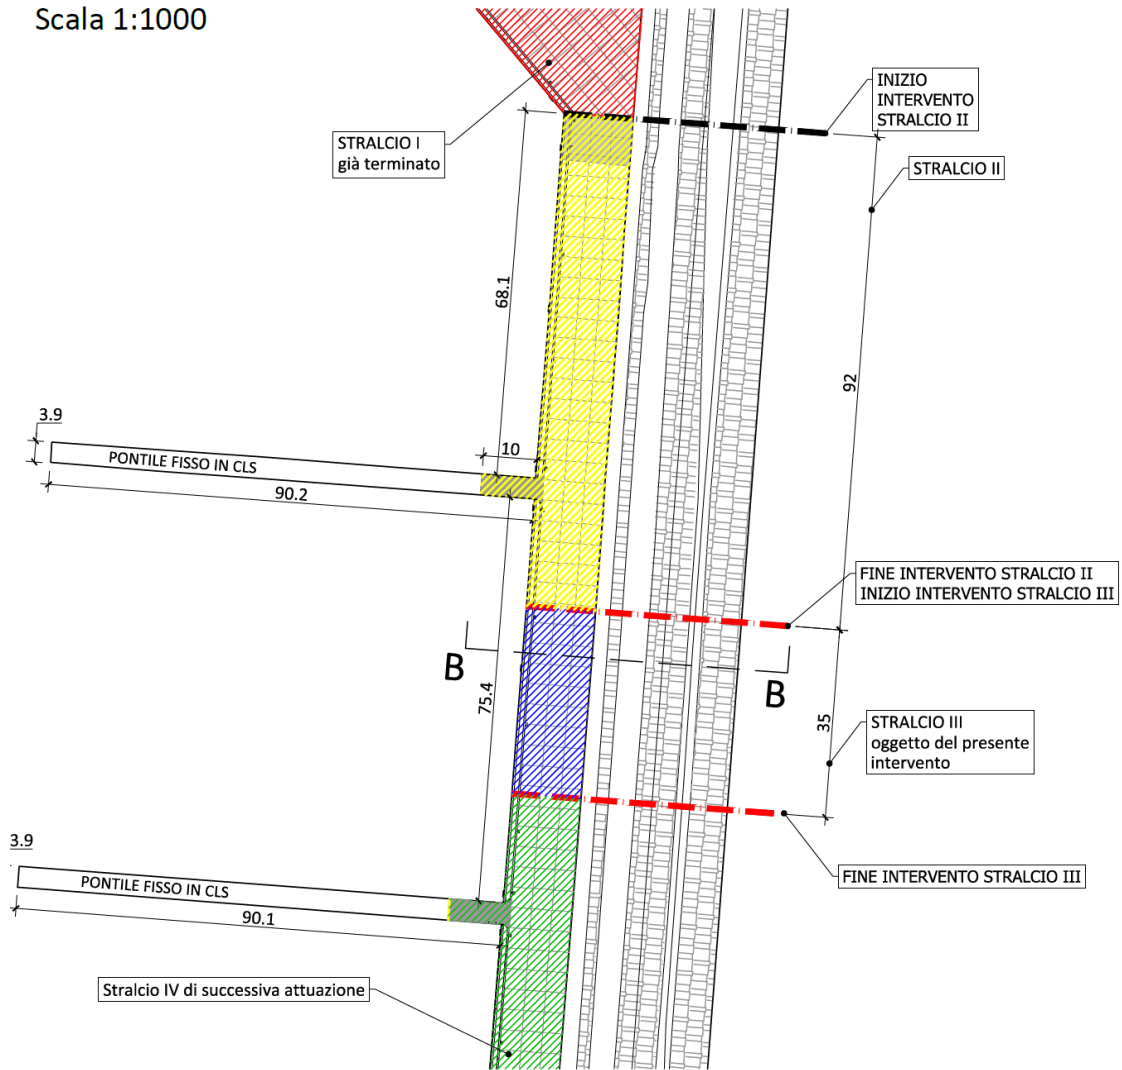 Scala 1:1000
INIZIO
INTERVENTO
STRALCIO II
STRALCIO I
già terminato
STRALCIO II
68.1
92
3.9
10
PONTILE FISSO IN CLS
90.2
FINE INTERVENTO STRALCIO II
INIZIO INTERVENTO STRALCIO III
B
B
75.4
35
STRALCIO III
oggetto del presente
intervento
3.9
PONTILE FISSO IN CLS
90.1
FINE INTERVENTO STRALCIO III
Stralcio IV di successiva attuazione